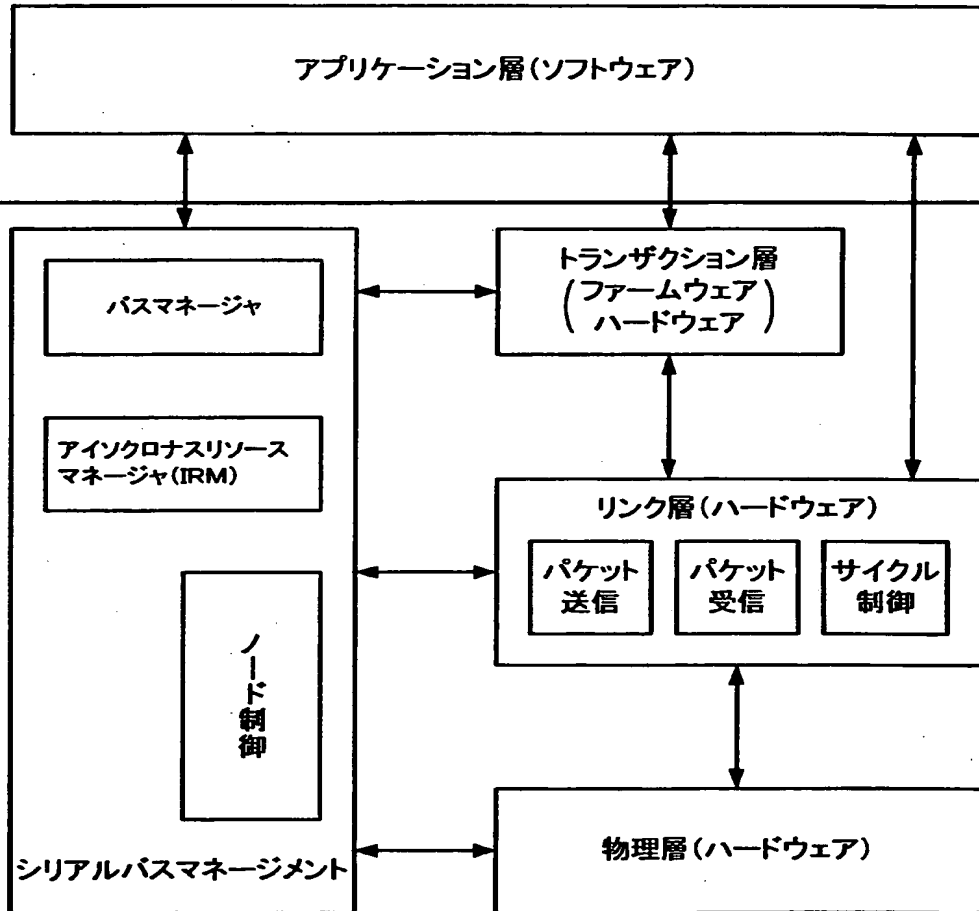 アプリケーション層(ソフトウェア)
バスマネージャ
アイソクロナスリソース
マネージャ(IRM)
ノード制御
シリアルバスマネージメント
トランザクション層
(ファームウェア
ハードウェア)
リンク層(ハードウェア)
パケット
送信
パケット
受信
サイクル
制御
物理層(ハードウェア)